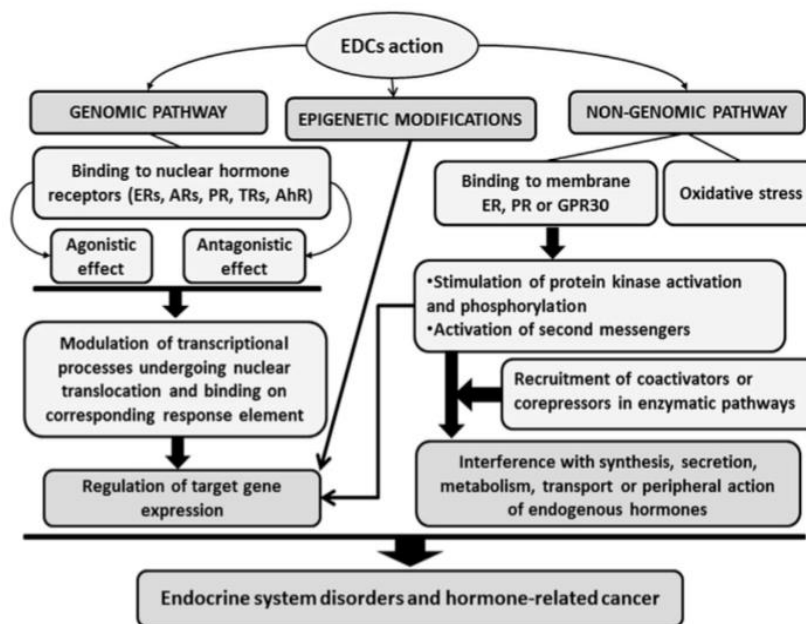 EDCs action
GENOMIC PATHWAY
EPIGENETIC MODIFICATIONS
NON-GENOMIC PATHWAY
Binding to nuclear hormone
receptors (ERs, ARs, PR, TRs, AhR)
Binding to membrane
ER, PR or GPR30
Oxidative stress
Agonistic
effect
Antagonistic
effect
•Stimulation of protein kinase activation
and phosphorylation
•Activation of second messengers
Modulation of transcriptional
processes undergoing nuclear
translocation and binding on
corresponding response element
Recruitment of coactivators or
corepressors in enzymatic pathways
Regulation of target gene
expression
Interference with synthesis, secretion,
metabolism, transport or peripheral action
of endogenous hormones
Endocrine system disorders and hormone-related cancer